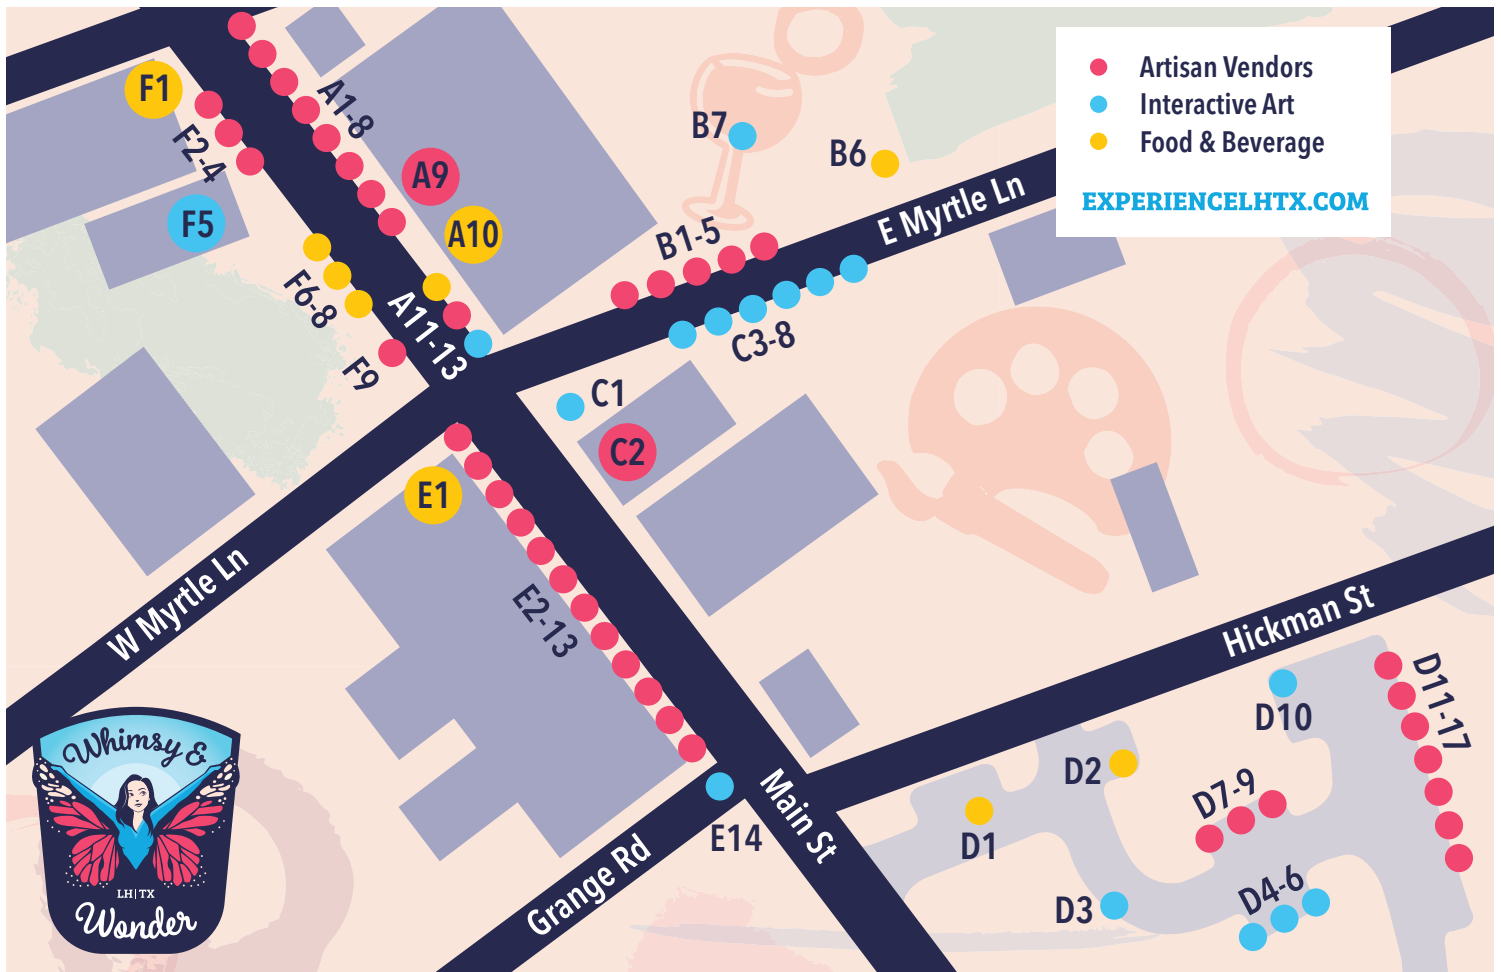 Artisan Vendors
Interactive Art
Food & Beverage
EXPERIENCELHTX.COM
F1
F2-4
F5
F6-8
F9
A1-8
A9
A10
A11-13
B7
B6
B1-5
E Myrtle Ln
C3-8
C1
C2
E1
E2-13
E14
W Myrtle Ln
Grange Rd
Main St
Hickman St
D1
D2
D3
D4-6
D7-9
D10
D11-17
Whimsy &
LH|TX
Wonder